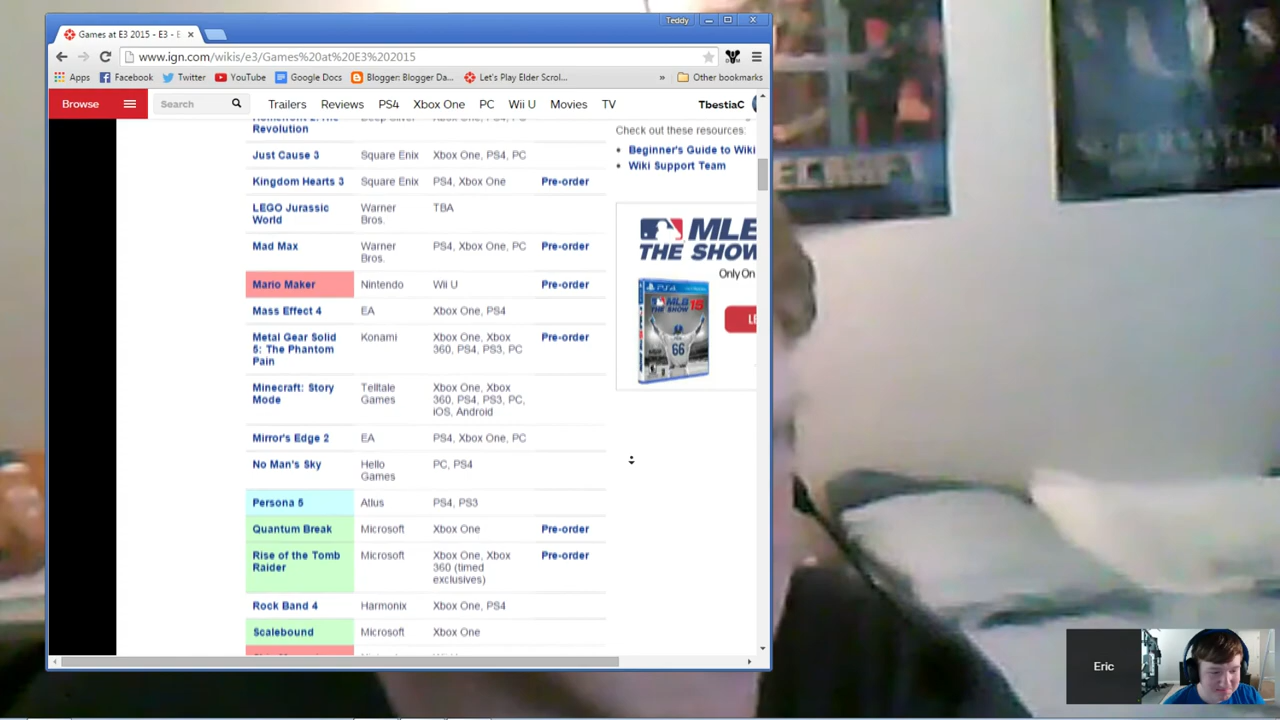 Teddy
Games at E3 2015 - E3 - E
www.ign.com/wikis/e3/Games%20at%20E3%202015
Apps Facebook Twitter YouTube Google Docs Blogger: Blogger Da... Let's Play Elder Scrol... » Other bookmarks
Browse Search Trailers Reviews PS4 Xbox One PC Wii U Movies TV TbestiaC
Revolution
Check out these resources:
Just Cause 3 Square Enix Xbox One, PS4, PC
• Beginner's Guide to Wiki
• Wiki Support Team
Kingdom Hearts 3 Square Enix PS4, Xbox One Pre-order
LEGO Jurassic Warner TBA
World Bros.
Mad Max Warner PS4, Xbox One, PC Pre-order
Bros.
MLB
THE SHOW
Only On
Mario Maker Nintendo Wii U Pre-order
Mass Effect 4 EA Xbox One, PS4
MLB 15
THE SHOW
66
LE
Metal Gear Solid Konami Xbox One, Xbox Pre-order
5: The Phantom 360, PS4, PS3, PC
Pain
Minecraft: Story Telltale Xbox One, Xbox
Mode Games 360, PS4, PS3, PC,
iOS, Android
Mirror's Edge 2 EA PS4, Xbox One, PC
No Man's Sky Hello PC, PS4
Games
Persona 5 Atlus PS4, PS3
Quantum Break Microsoft Xbox One Pre-order
Rise of the Tomb Microsoft Xbox One, Xbox Pre-order
Raider 360 (timed
exclusives)
Rock Band 4 Harmonix Xbox One, PS4
Scalebound Microsoft Xbox One
Eric